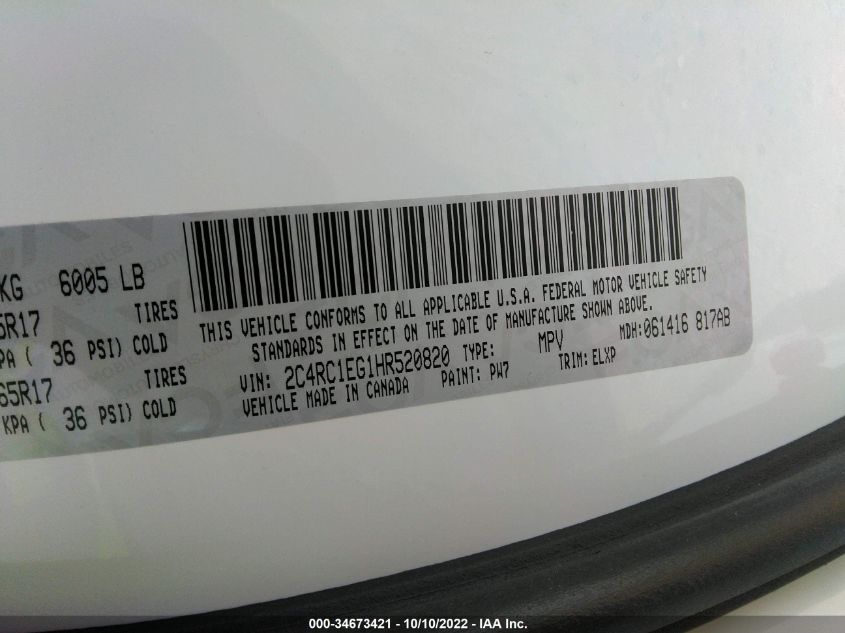 KG 6005 LB
5R17 TIRES
KPA ( 36 PSI) COLD
65R17 TIRES
KPA ( 36 PSI) COLD
THIS VEHICLE CONFORMS TO ALL APPLICABLE U.S.A. FEDERAL MOTOR VEHICLE SAFETY
STANDARDS IN EFFECT ON THE DATE OF MANUFACTURE SHOWN ABOVE.
VIN: 2C4RC1EG1HR520820 TYPE: MPV MDH:061416 817AB
VEHICLE MADE IN CANADA PAINT: PW7 TRIM: ELXP
000-34673421 - 10/10/2022 - IAA Inc.